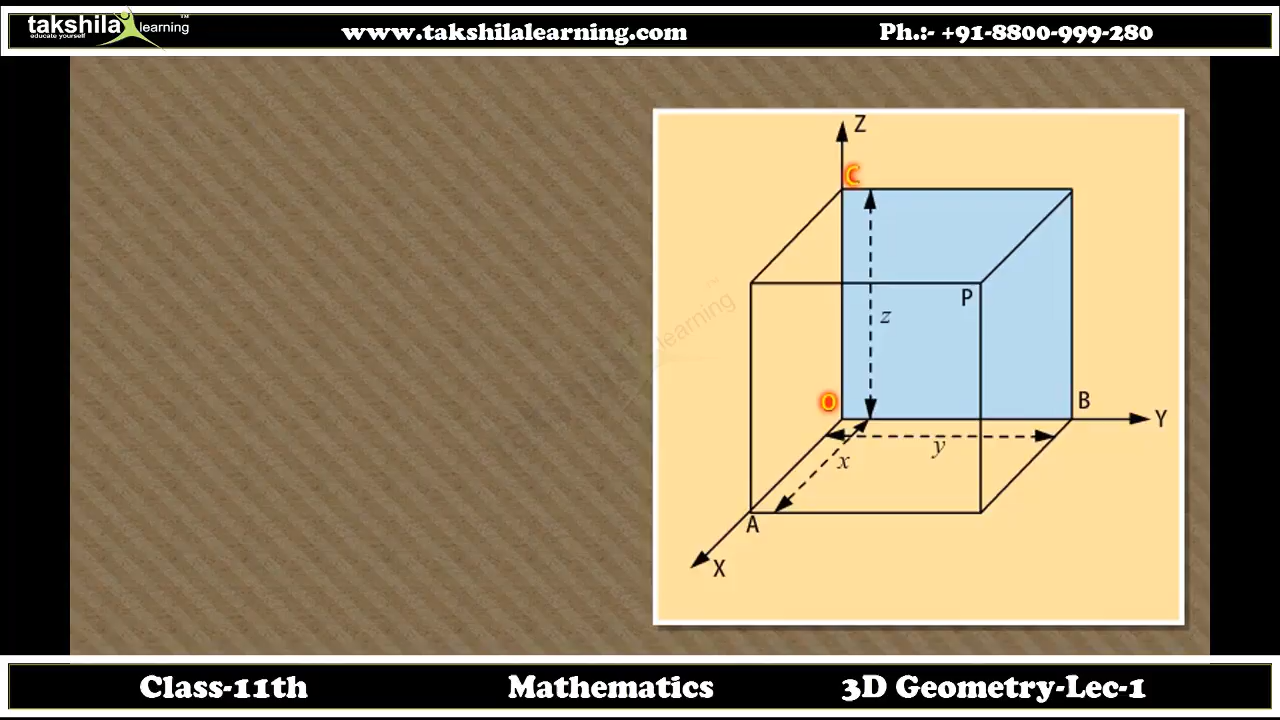 takshila learning™
educate yourself
www.takshilalearning.com
Ph.:- +91-8800-999-280
Z
C
P
z
O
B
Y
y
x
A
X
learning
Class-11th
Mathematics
3D Geometry-Lec-1